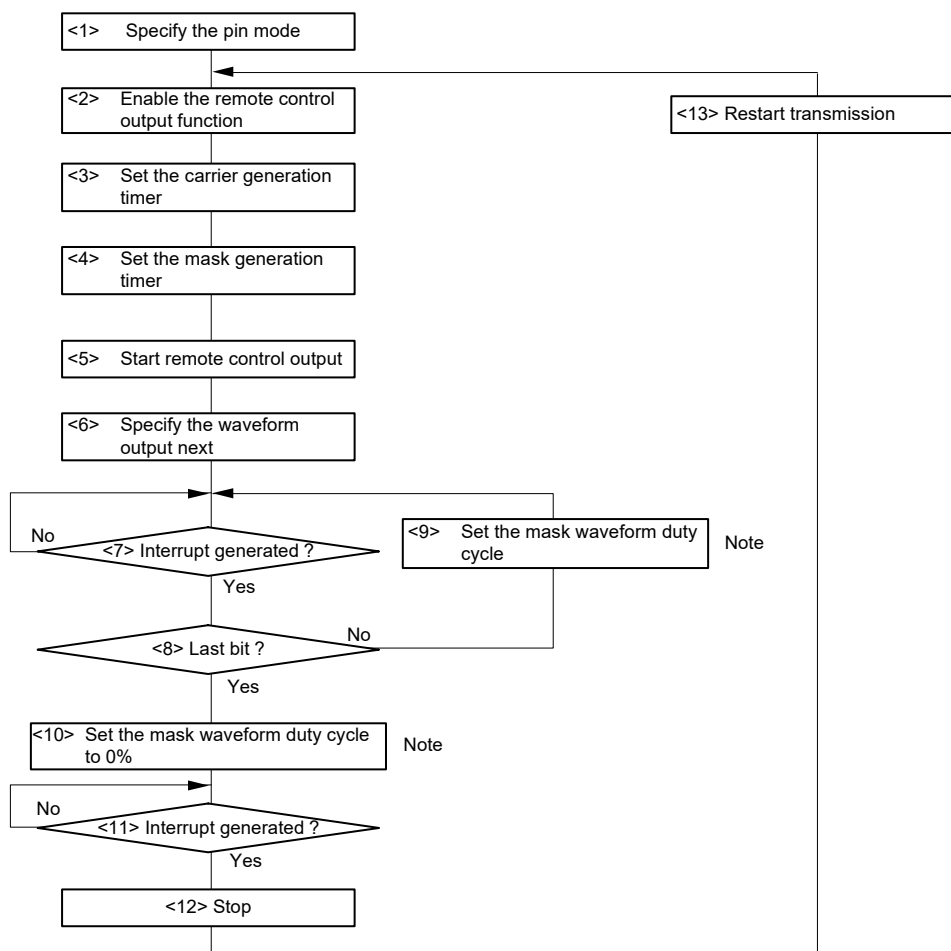 <1> Specify the pin mode
<2> Enable the remote control
output function
<13> Restart transmission
<3> Set the carrier generation
timer
<4> Set the mask generation
timer
<5> Start remote control output
<6> Specify the waveform
output next
No
<7> Interrupt generated ?
Yes
<9> Set the mask waveform duty
cycle
Note
<8> Last bit ?
No
Yes
<10> Set the mask waveform duty cycle
to 0%
Note
No
<11> Interrupt generated ?
Yes
<12> Stop